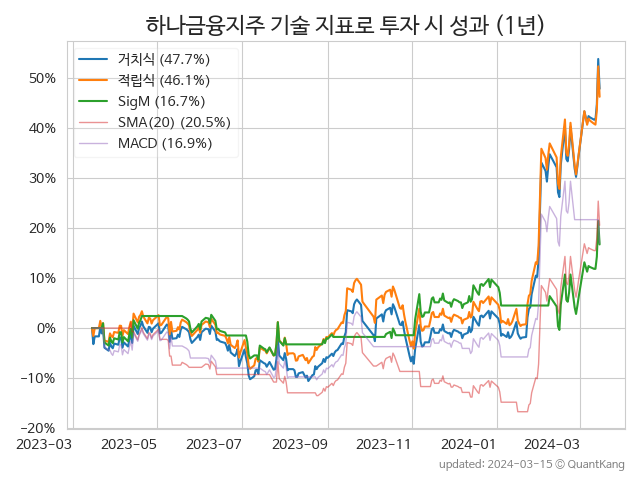 하나금융지주 기술 지표로 투자 시 성과 (1년)
거치식 (47.7%)
적립식 (46.1%)
SigM (16.7%)
SMA(20) (20.5%)
MACD (16.9%)
50%
40%
30%
20%
10%
0%
−10%
−20%
2023-03 2023-05 2023-07 2023-09 2023-11 2024-01 2024-03
updated: 2024-03-15 ⓒ QuantKang